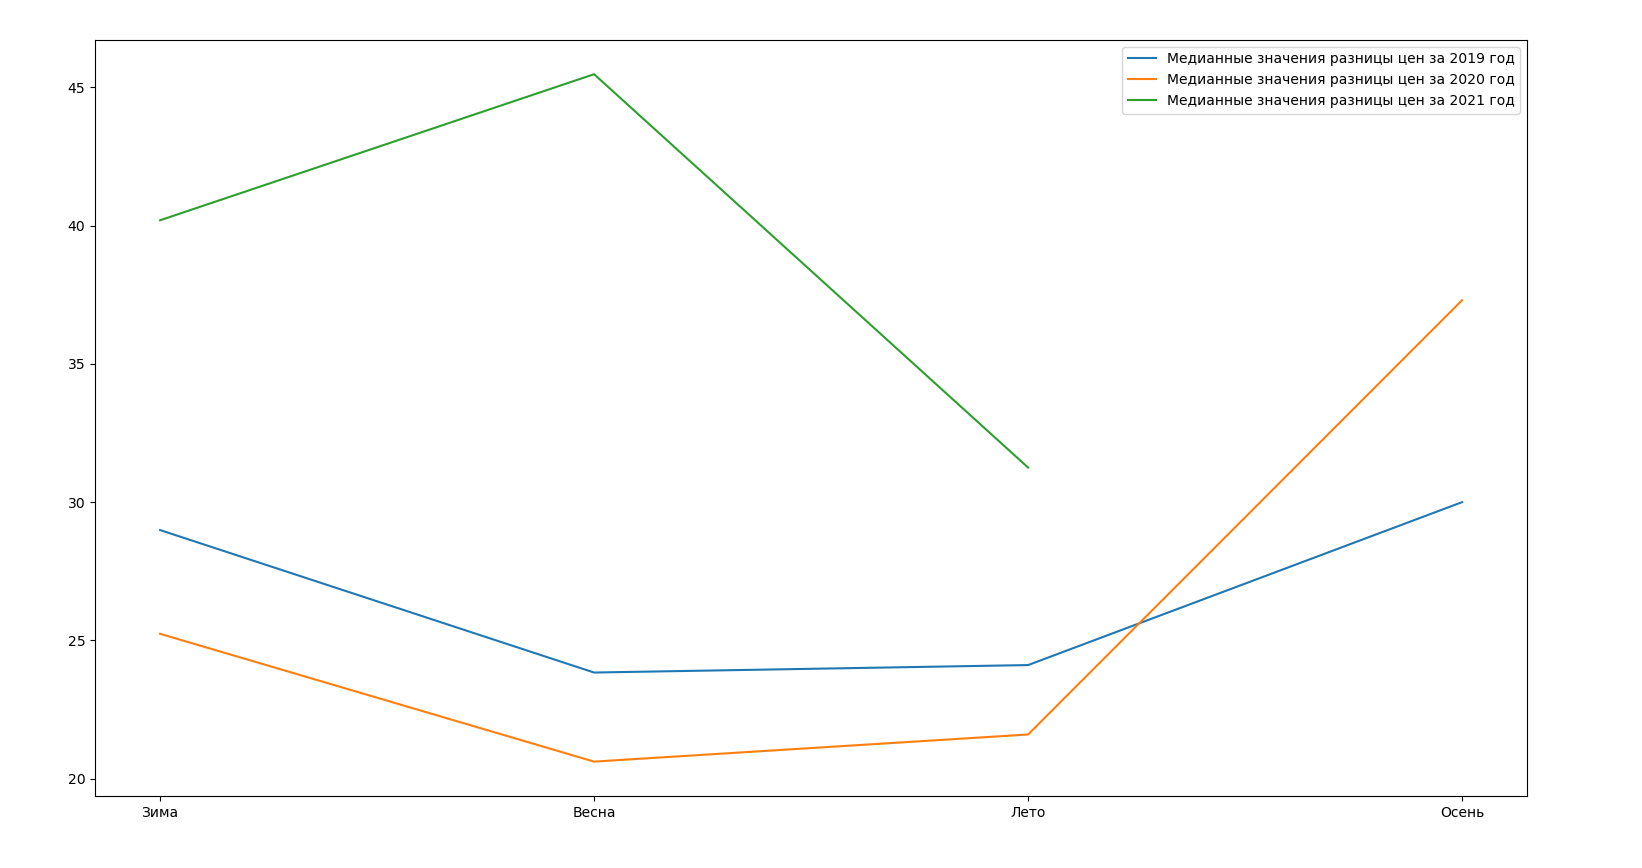 Медианные значения разницы цен за 2019 год
Медианные значения разницы цен за 2020 год
Медианные значения разницы цен за 2021 год
45
40
35
30
25
20
Зима Весна Лето Осень